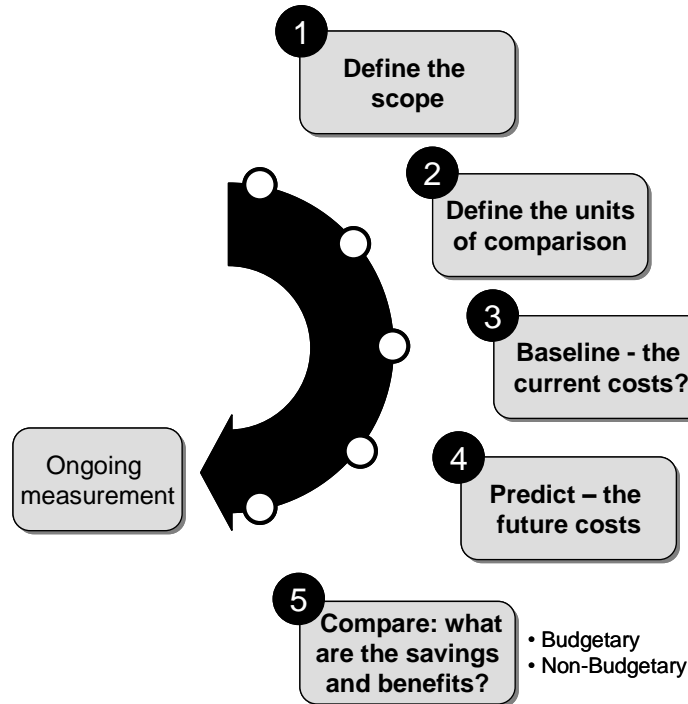 1
Define the
scope
2
Define the units
of comparison
3
Baseline - the
current costs?
4
Predict – the
future costs
Ongoing
measurement
5
Compare: what
are the savings
and benefits?
• Budgetary
• Non-Budgetary